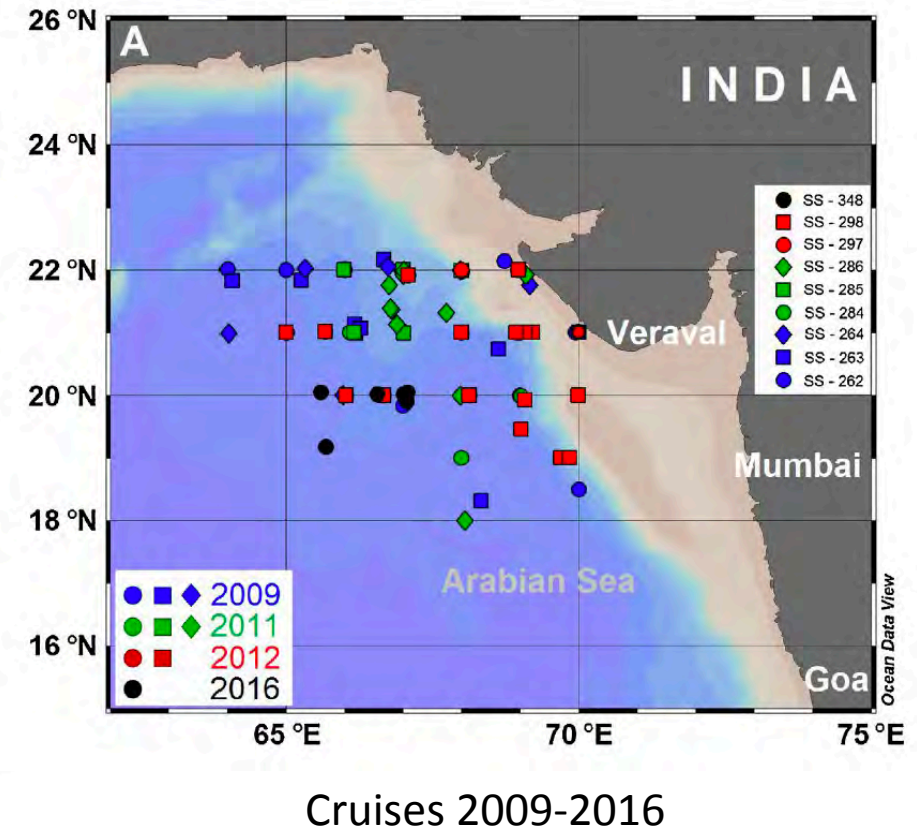 26 °N
A
INDIA
24 °N
SS - 348
SS - 298
SS - 297
SS - 286
SS - 285
SS - 284
SS - 264
SS - 263
SS - 262
22 °N
Veraval
20 °N
Mumbai
18 °N
Arabian Sea
2009
2011
2012
2016
16 °N
Goa
Ocean Data View
65 °E
70 °E
75 °E
Cruises 2009-2016